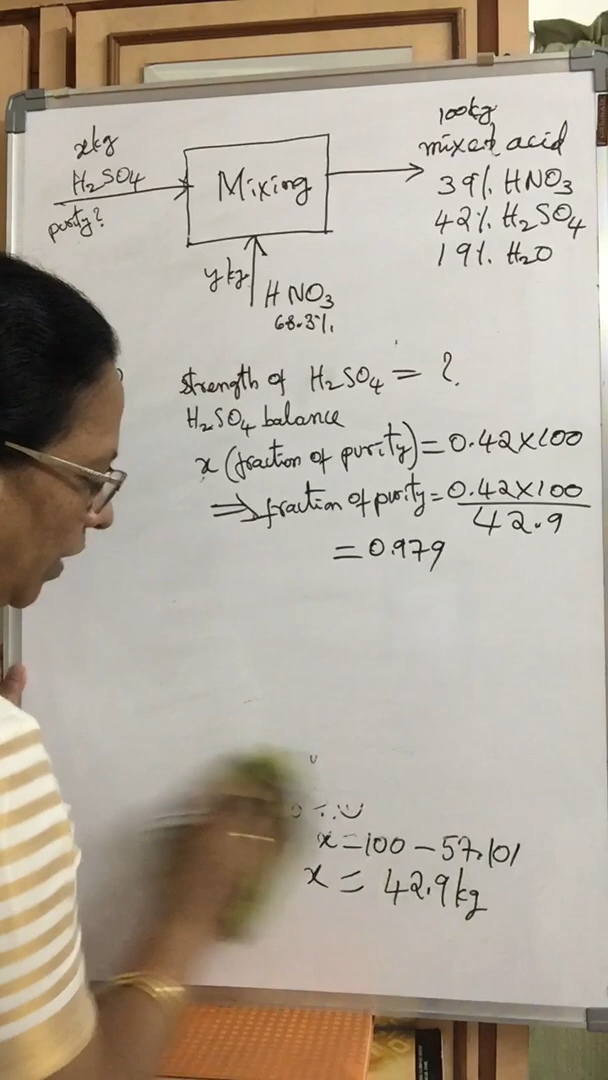 xkg
H₂SO₄
purity?
Mixing
100kg
mixed acid
39% HNO₃
42% H₂SO₄
19% H₂O
y kg
HNO₃
68.3%
strength of H₂SO₄ = ?
H₂SO₄ balance
x (fraction of purity) = 0.42×100
⇒ fraction of purity = 0.42×100
42.9
= 0.979
x = 100 – 57.101
x = 42.9kg